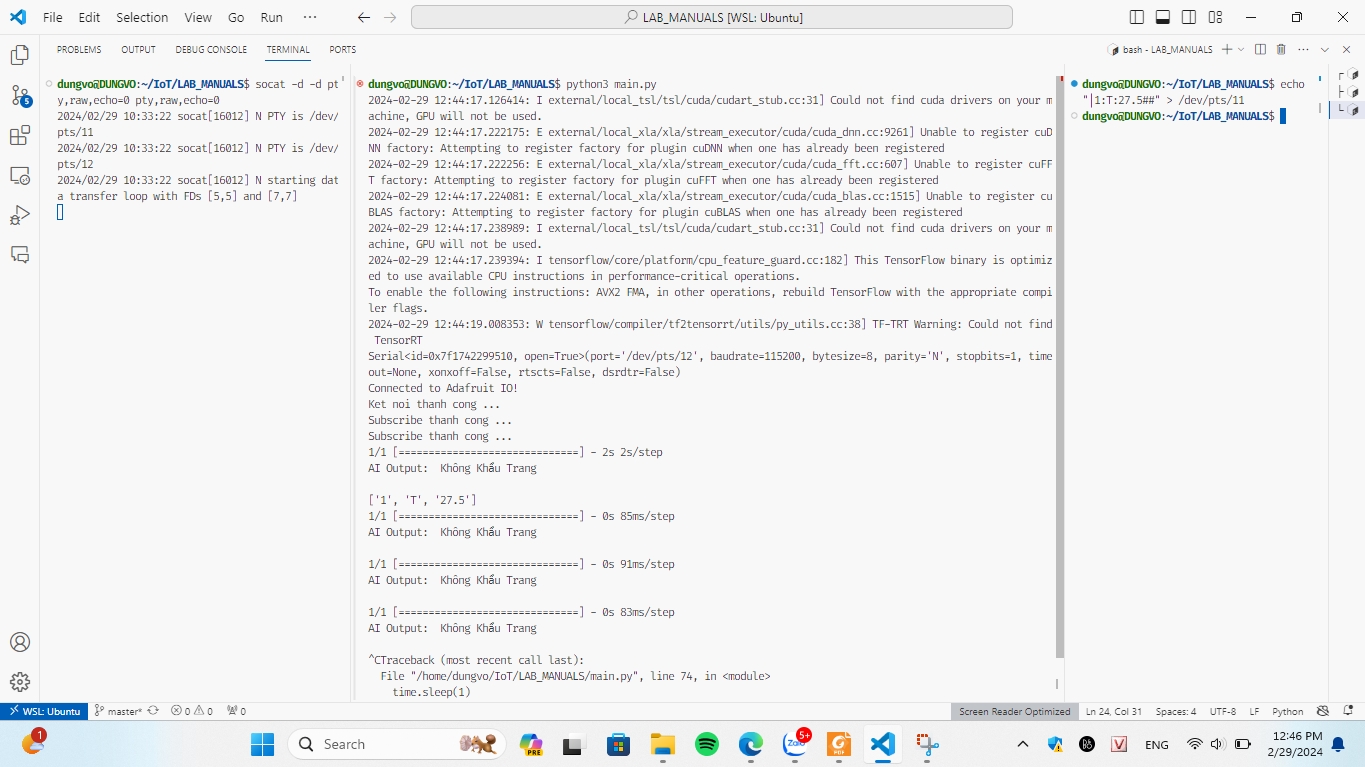 File Edit Selection View Go Run ···
LAB_MANUALS [WSL: Ubuntu]
PROBLEMS OUTPUT DEBUG CONSOLE TERMINAL PORTS
bash - LAB_MANUALS
5
dungvo@DUNGVO:~/IoT/LAB_MANUALS$ socat -d -d pt
y,raw,echo=0 pty,raw,echo=0
2024/02/29 10:33:22 socat[16012] N PTY is /dev/
pts/11
2024/02/29 10:33:22 socat[16012] N PTY is /dev/
pts/12
2024/02/29 10:33:22 socat[16012] N starting dat
a transfer loop with FDs [5,5] and [7,7]
dungvo@DUNGVO:~/IoT/LAB_MANUALS$ python3 main.py
2024-02-29 12:44:17.126414: I external/local_tsl/tsl/cuda/cudart_stub.cc:31] Could not find cuda drivers on your m
achine, GPU will not be used.
2024-02-29 12:44:17.222175: E external/local_xla/xla/stream_executor/cuda/cuda_dnn.cc:9261] Unable to register cuD
NN factory: Attempting to register factory for plugin cuDNN when one has already been registered
2024-02-29 12:44:17.222256: E external/local_xla/xla/stream_executor/cuda/cuda_fft.cc:607] Unable to register cuFF
T factory: Attempting to register factory for plugin cuFFT when one has already been registered
2024-02-29 12:44:17.224081: E external/local_xla/xla/stream_executor/cuda/cuda_blas.cc:1515] Unable to register cu
BLAS factory: Attempting to register factory for plugin cuBLAS when one has already been registered
2024-02-29 12:44:17.238989: I external/local_tsl/tsl/cuda/cudart_stub.cc:31] Could not find cuda drivers on your m
achine, GPU will not be used.
2024-02-29 12:44:17.239394: I tensorflow/core/platform/cpu_feature_guard.cc:182] This TensorFlow binary is optimiz
ed to use available CPU instructions in performance-critical operations.
To enable the following instructions: AVX2 FMA, in other operations, rebuild TensorFlow with the appropriate compi
ler flags.
2024-02-29 12:44:19.008353: W tensorflow/compiler/tf2tensorrt/utils/py_utils.cc:38] TF-TRT Warning: Could not find
TensorRT
Serial<id=0x7f1742299510, open=True>(port='/dev/pts/12', baudrate=115200, bytesize=8, parity='N', stopbits=1, time
out=None, xonxoff=False, rtscts=False, dsrdtr=False)
Connected to Adafruit IO!
Ket noi thanh cong ...
Subscribe thanh cong ...
Subscribe thanh cong ...
1/1 [==============================] - 2s 2s/step
AI Output:  Không Khẩu Trang
['1', 'T', '27.5']
1/1 [==============================] - 0s 85ms/step
AI Output:  Không Khẩu Trang
1/1 [==============================] - 0s 91ms/step
AI Output:  Không Khẩu Trang
1/1 [==============================] - 0s 83ms/step
AI Output:  Không Khẩu Trang
^CTraceback (most recent call last):
File "/home/dungvo/IoT/LAB_MANUALS/main.py", line 74, in <module>
time.sleep(1)
dungvo@DUNGVO:~/IoT/LAB_MANUALS$ echo
"|1:T:27.5##" > /dev/pts/11
dungvo@DUNGVO:~/IoT/LAB_MANUALS$
WSL: Ubuntu master* 0 0 0 Screen Reader Optimized Ln 24, Col 31 Spaces: 4 UTF-8 LF Python
1 Search PRE Zalo 5+ PDF V ENG 12:46 PM
2/29/2024